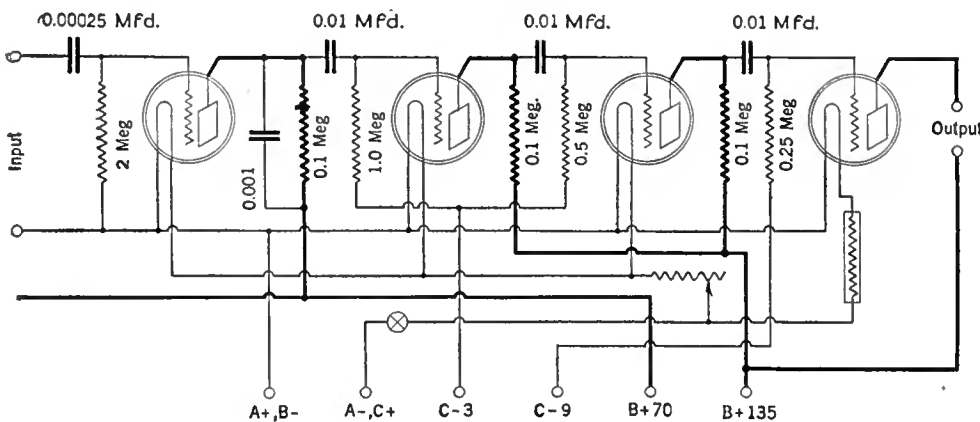 0.00025 Mfd.
0.01 Mfd.
0.01 Mfd.
0.01 Mfd.
Input
2 Meg
0.001
0.1 Meg
1.0 Meg
0.1 Meg.
0.5 Meg
0.1 Meg
0.25 Meg
Output
A+,B-
A-,C+
C-3
C-9
B+70
B+135